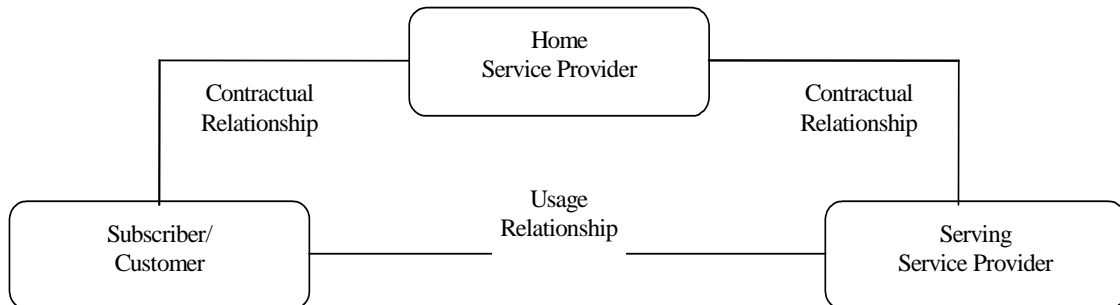 Home
Service Provider
Contractual
Relationship
Contractual
Relationship
Usage
Relationship
Subscriber/
Customer
Serving
Service Provider